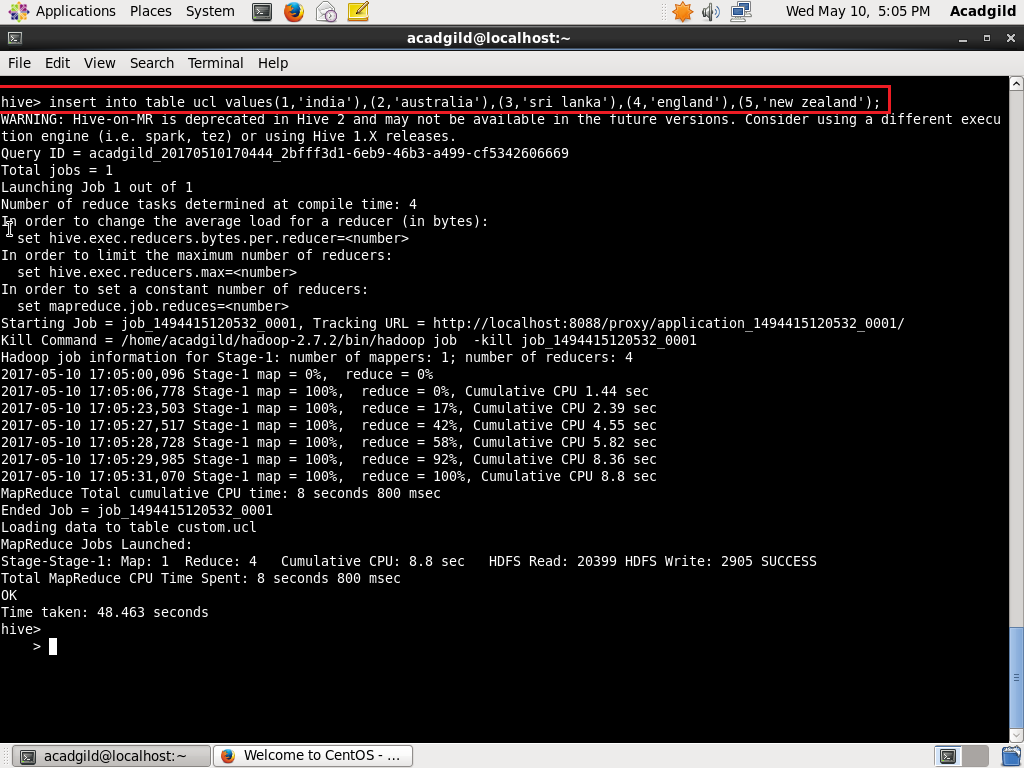 Applications Places System Wed May 10, 5:05 PM Acadgild
acadgild@localhost:~
File Edit View Search Terminal Help
hive> insert into table ucl values(1,'india'),(2,'australia'),(3,'sri lanka'),(4,'england'),(5,'new zealand');
WARNING: Hive-on-MR is deprecated in Hive 2 and may not be available in the future versions. Consider using a different execu
tion engine (i.e. spark, tez) or using Hive 1.X releases.
Query ID = acadgild_20170510170444_2bfff3d1-6eb9-46b3-a499-cf5342606669
Total jobs = 1
Launching Job 1 out of 1
Number of reduce tasks determined at compile time: 4
In order to change the average load for a reducer (in bytes):
  set hive.exec.reducers.bytes.per.reducer=<number>
In order to limit the maximum number of reducers:
  set hive.exec.reducers.max=<number>
In order to set a constant number of reducers:
  set mapreduce.job.reduces=<number>
Starting Job = job_1494415120532_0001, Tracking URL = http://localhost:8088/proxy/application_1494415120532_0001/
Kill Command = /home/acadgild/hadoop-2.7.2/bin/hadoop job  -kill job_1494415120532_0001
Hadoop job information for Stage-1: number of mappers: 1; number of reducers: 4
2017-05-10 17:05:00,096 Stage-1 map = 0%,  reduce = 0%
2017-05-10 17:05:06,778 Stage-1 map = 100%,  reduce = 0%, Cumulative CPU 1.44 sec
2017-05-10 17:05:23,503 Stage-1 map = 100%,  reduce = 17%, Cumulative CPU 2.39 sec
2017-05-10 17:05:27,517 Stage-1 map = 100%,  reduce = 42%, Cumulative CPU 4.55 sec
2017-05-10 17:05:28,728 Stage-1 map = 100%,  reduce = 58%, Cumulative CPU 5.82 sec
2017-05-10 17:05:29,985 Stage-1 map = 100%,  reduce = 92%, Cumulative CPU 8.36 sec
2017-05-10 17:05:31,070 Stage-1 map = 100%,  reduce = 100%, Cumulative CPU 8.8 sec
MapReduce Total cumulative CPU time: 8 seconds 800 msec
Ended Job = job_1494415120532_0001
Loading data to table custom.ucl
MapReduce Jobs Launched:
Stage-Stage-1: Map: 1  Reduce: 4   Cumulative CPU: 8.8 sec   HDFS Read: 20399 HDFS Write: 2905 SUCCESS
Total MapReduce CPU Time Spent: 8 seconds 800 msec
OK
Time taken: 48.463 seconds
hive>
    >
acadgild@localhost:~ Welcome to CentOS - ...